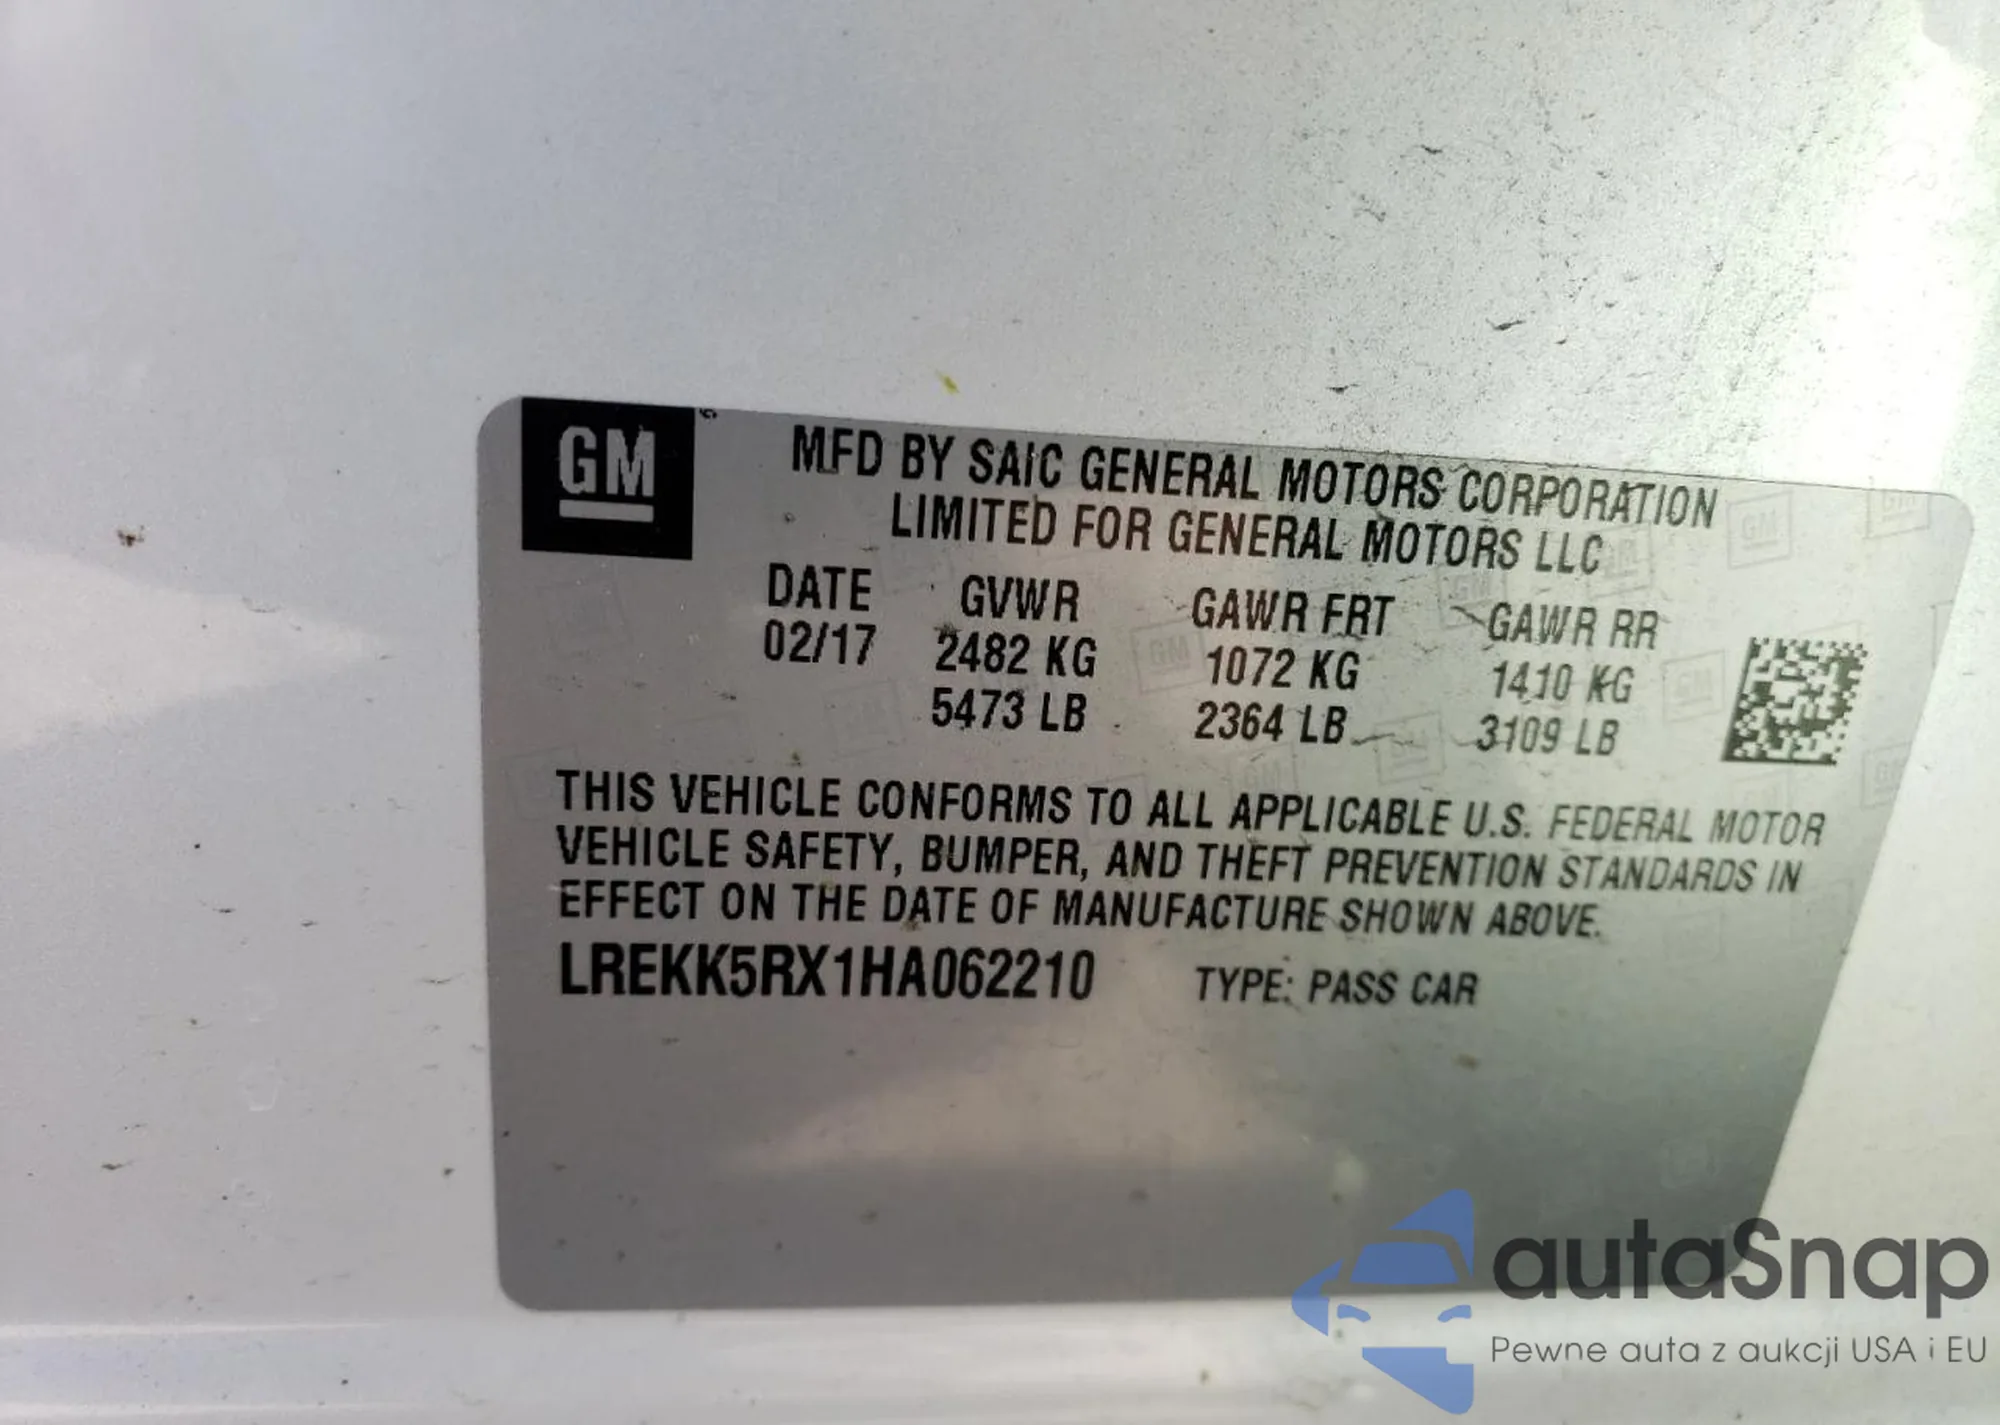 GM
MFD BY SAIC GENERAL MOTORS CORPORATION
LIMITED FOR GENERAL MOTORS LLC
DATE GVWR GAWR FRT GAWR RR
02/17 2482 KG 1072 KG 1410 KG
5473 LB 2364 LB 3109 LB
THIS VEHICLE CONFORMS TO ALL APPLICABLE U.S. FEDERAL MOTOR
VEHICLE SAFETY, BUMPER, AND THEFT PREVENTION STANDARDS IN
EFFECT ON THE DATE OF MANUFACTURE SHOWN ABOVE.
LREKK5RX1HA062210 TYPE: PASS CAR
autaSnap
Pewne auta z aukcji USA i EU